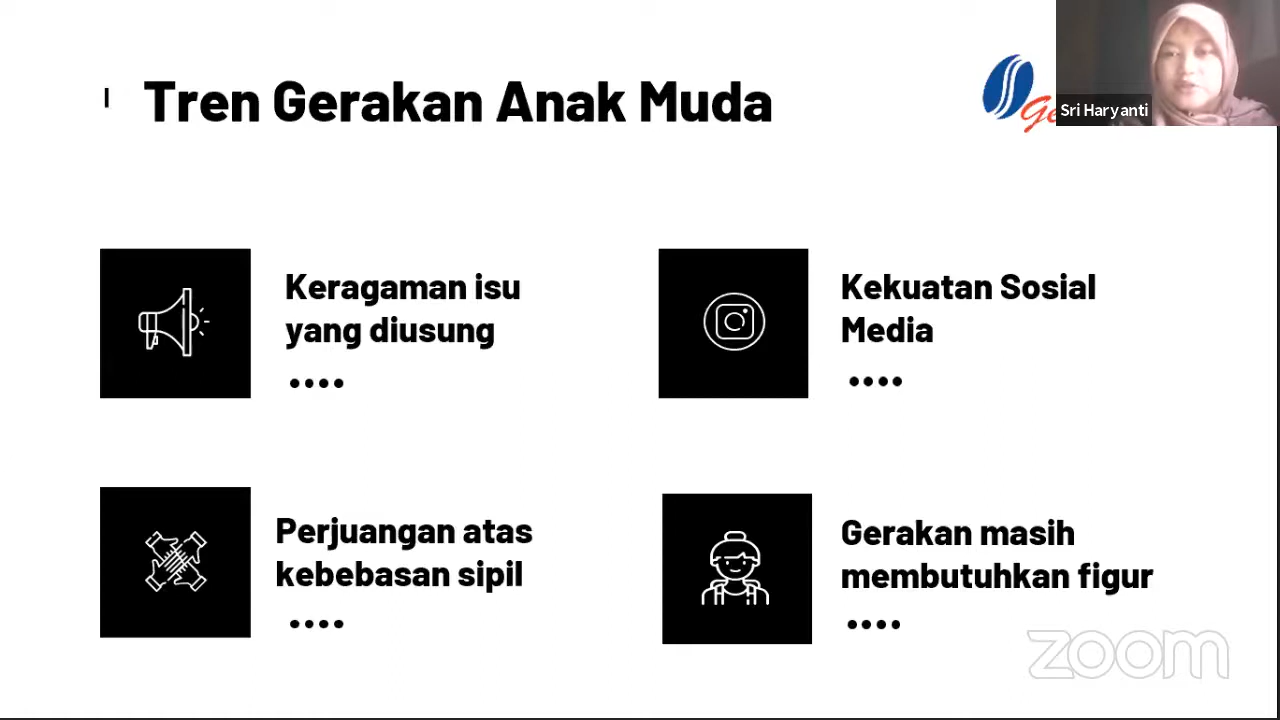 Tren Gerakan Anak Muda
Sri Haryanti
Keragaman isu
yang diusung
Kekuatan Sosial
Media
Perjuangan atas
kebebasan sipil
Gerakan masih
membutuhkan figur
zoom